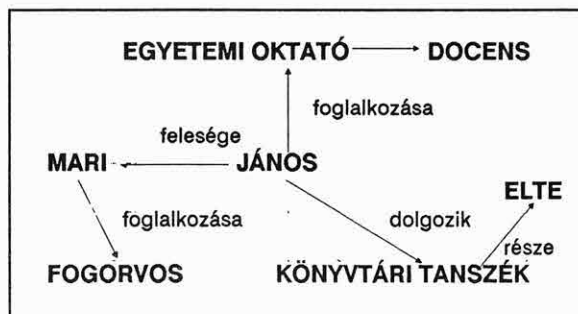 EGYETEMI OKTATÓ DOCENS
foglalkozása
felesége
MARI JÁNOS
ELTE
foglalkozása dolgozik
része
FOGORVOS KÖNYVTÁRI TANSZÉK